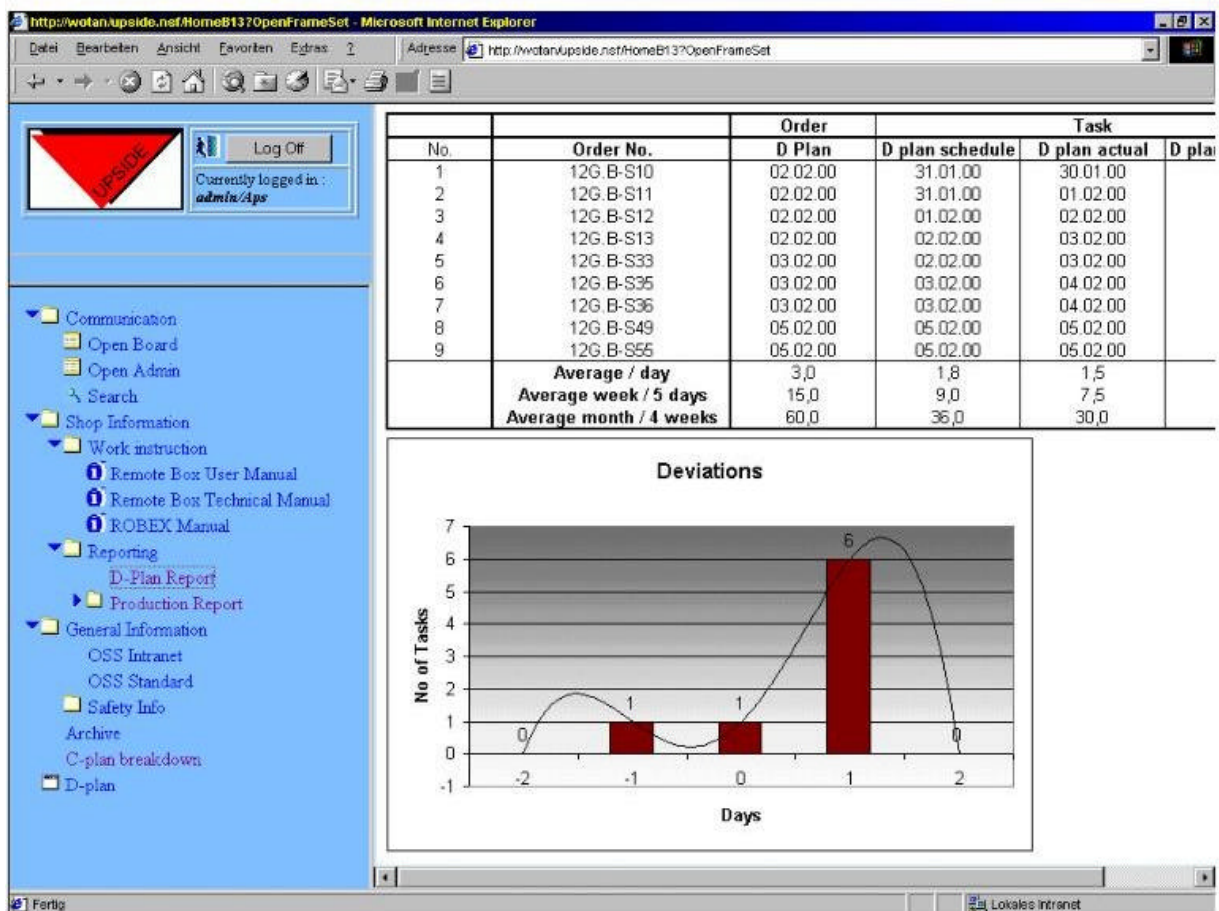 http://wotan/upside.nsf/HomeB13?OpenFrameSet - Microsoft Internet Explorer
Datei Bearbeiten Ansicht Favoriten Extras ? Adresse http://wotan/upside.nsf/HomeB13?OpenFrameSet
UPSIDE
Log Off
Currently logged in :
admin/Aps
Communication
Open Board
Open Admin
Search
Shop Information
Work instruction
Remote Box User Manual
Remote Box Technical Manual
ROBEX Manual
Reporting
D-Plan Report
Production Report
General Information
OSS Intranet
OSS Standard
Safety Info
Archive
C-plan breakdown
D-plan
Order Task
No. Order No. D Plan D plan schedule D plan actual D plan
1 12G.B-S10 02.02.00 31.01.00 30.01.00
2 12G.B-S11 02.02.00 31.01.00 01.02.00
3 12G.B-S12 02.02.00 01.02.00 02.02.00
4 12G.B-S13 02.02.00 02.02.00 03.02.00
5 12G.B-S33 03.02.00 02.02.00 03.02.00
6 12G.B-S35 03.02.00 03.02.00 04.02.00
7 12G.B-S36 03.02.00 03.02.00 04.02.00
8 12G.B-S49 05.02.00 05.02.00 05.02.00
9 12G.B-S55 05.02.00 05.02.00 05.02.00
Average / day 3,0 1,8 1,5
Average week / 5 days 15,0 9,0 7,5
Average month / 4 weeks 60,0 36,0 30,0
Deviations
No of Tasks
7
6
5
4
3
2
1
0
-1
0 1 1 6 0
-2 -1 0 1 2
Days
Fertig
Lokales Intranet